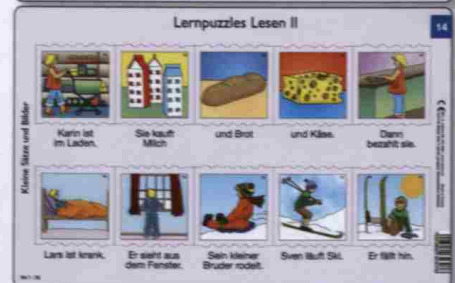 Lernpuzzles Lesen II
14
Kleine Sätze und Bilder
Karin ist
im Laden.
Sie kauft
Milch
und Brot
und Käse.
Dann
bezahlt sie.
Lars ist krank.
Er sieht aus
dem Fenster.
Sein kleiner
Bruder rodelt.
Sven läuft Ski.
Er fällt hin.